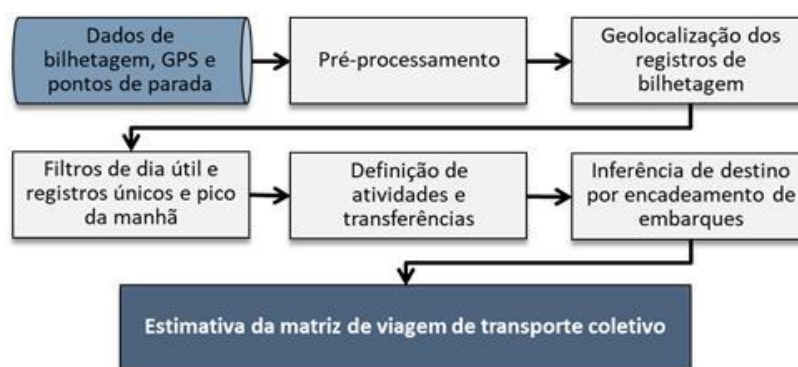 Dados de
bilhetagem, GPS e
pontos de parada
Pré-processamento
Geolocalização dos
registros de
bilhetagem
Filtros de dia útil e
registros únicos e pico
da manhã
Definição de
atividades e
transferências
Inferência de destino
por encadeamento de
embarques
Estimativa da matriz de viagem de transporte coletivo